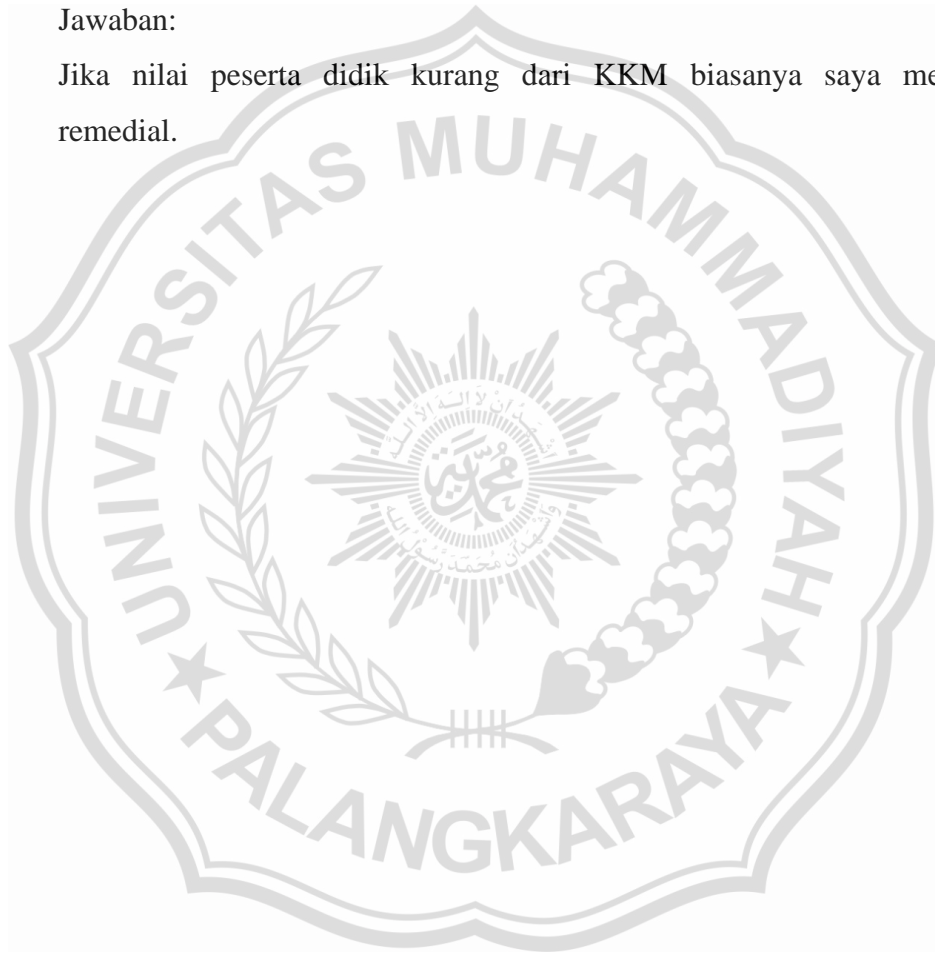 Jawaban:
Jika nilai peserta didik kurang dari KKM biasanya saya me
remedial.
UNIVERSITAS MUHAMMADIYAH
PALANGKARAYA